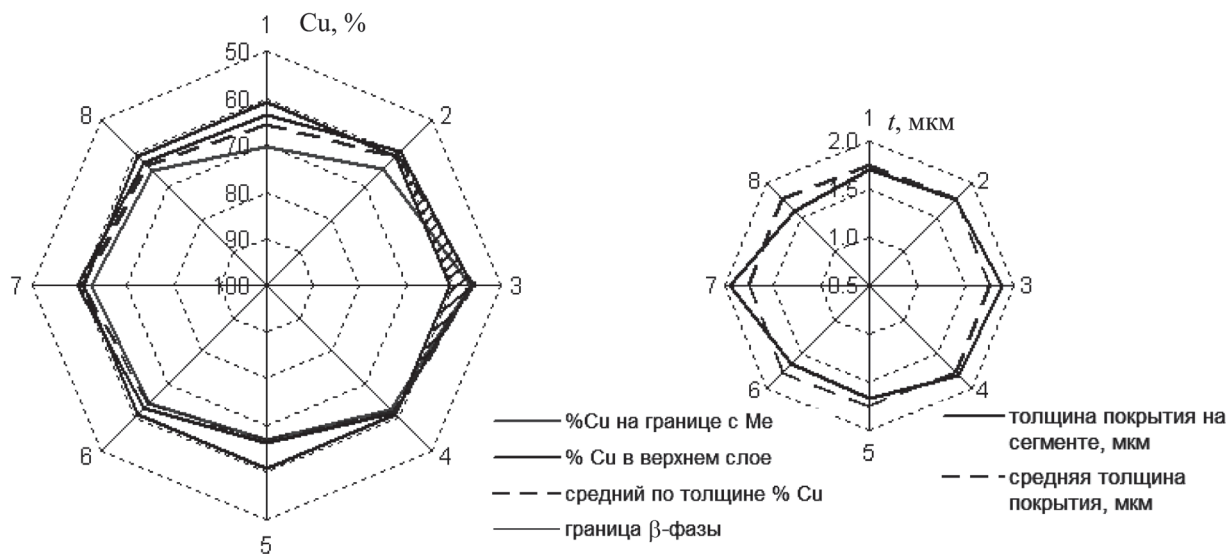 1
Cu, %
50
60
70
80
90
100
8
2
7
3
6
4
5
%Cu на границе с Me
% Cu в верхнем слое
средний по толщине % Cu
граница β-фазы
1
t, мкм
2.0
1.5
1.0
0.5
8
2
7
3
6
4
5
толщина покрытия на
сегменте, мкм
средняя толщина
покрытия, мкм